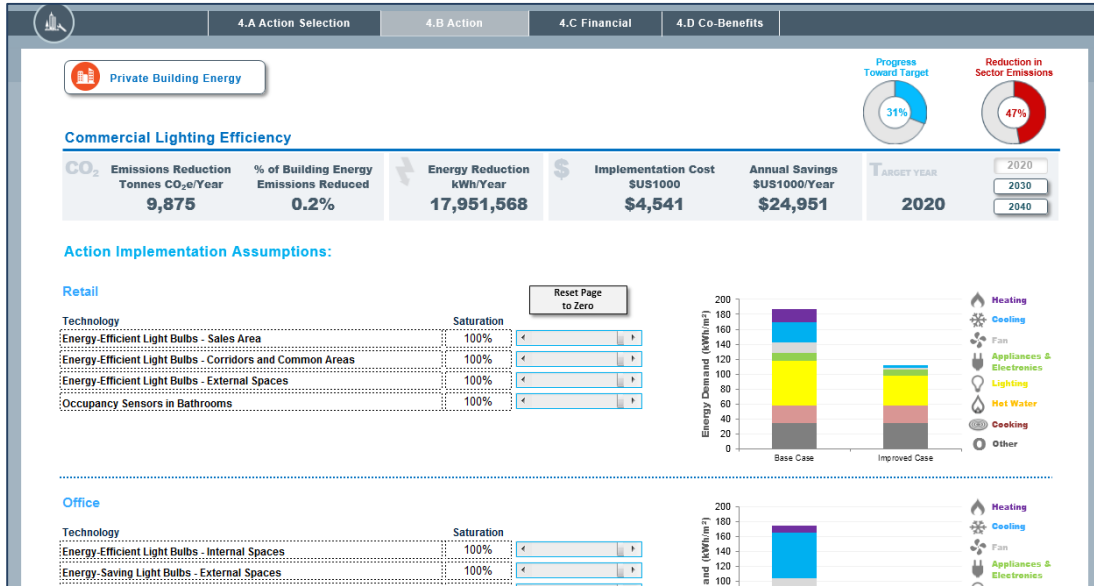 4.A Action Selection 4.B Action 4.C Financial 4.D Co-Benefits
Private Building Energy
Progress
Toward Target
31%
Reduction in
Sector Emissions
47%
Commercial Lighting Efficiency
CO₂ Emissions Reduction
Tonnes CO₂e/Year
9,875
% of Building Energy
Emissions Reduced
0.2%
Energy Reduction
kWh/Year
17,951,568
$ Implementation Cost
$US1000
$4,541
Annual Savings
$US1000/Year
$24,951
TARGET YEAR
2020
2020
2030
2040
Action Implementation Assumptions:
Retail
Reset Page
to Zero
Technology Saturation
Energy-Efficient Light Bulbs - Sales Area 100%
Energy-Efficient Light Bulbs - Corridors and Common Areas 100%
Energy-Efficient Light Bulbs - External Spaces 100%
Occupancy Sensors in Bathrooms 100%
Energy Demand (kWh/m²)
200
180
160
140
120
100
80
60
40
20
0
Base Case Improved Case
Heating
Cooling
Fan
Appliances &
Electronics
Lighting
Hot Water
Cooking
Other
Office
Technology Saturation
Energy-Efficient Light Bulbs - Internal Spaces 100%
Energy-Saving Light Bulbs - External Spaces 100%
and (kWh/m²)
200
180
160
140
120
100
Heating
Cooling
Fan
Appliances &
Electronics